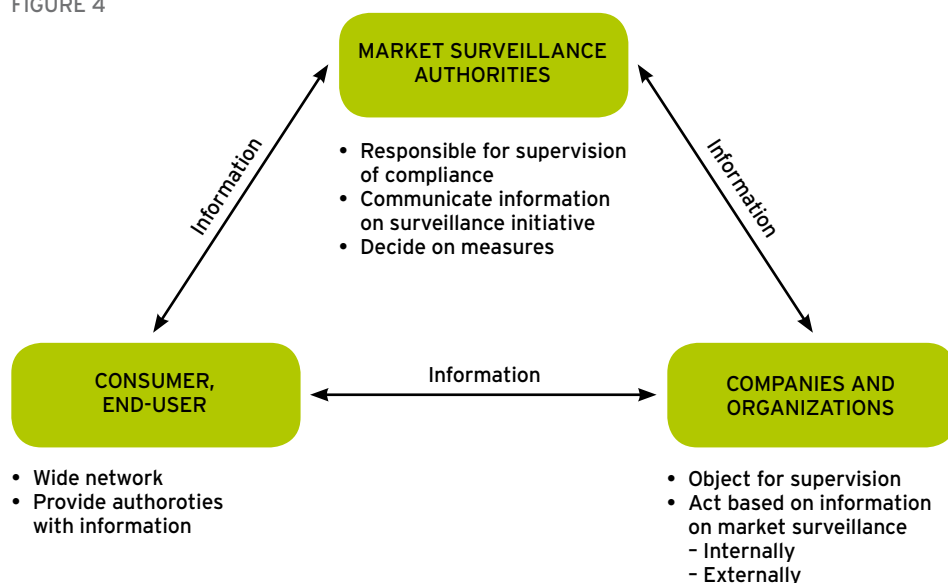 FIGURE 4
MARKET SURVEILLANCE
AUTHORITIES
Information
Information
• Responsible for supervision
of compliance
• Communicate information
on surveillance initiative
• Decide on measures
CONSUMER,
END-USER
Information
COMPANIES AND
ORGANIZATIONS
• Wide network
• Provide authoroties
with information
• Object for supervision
• Act based on information
on market surveillance
– Internally
– Externally